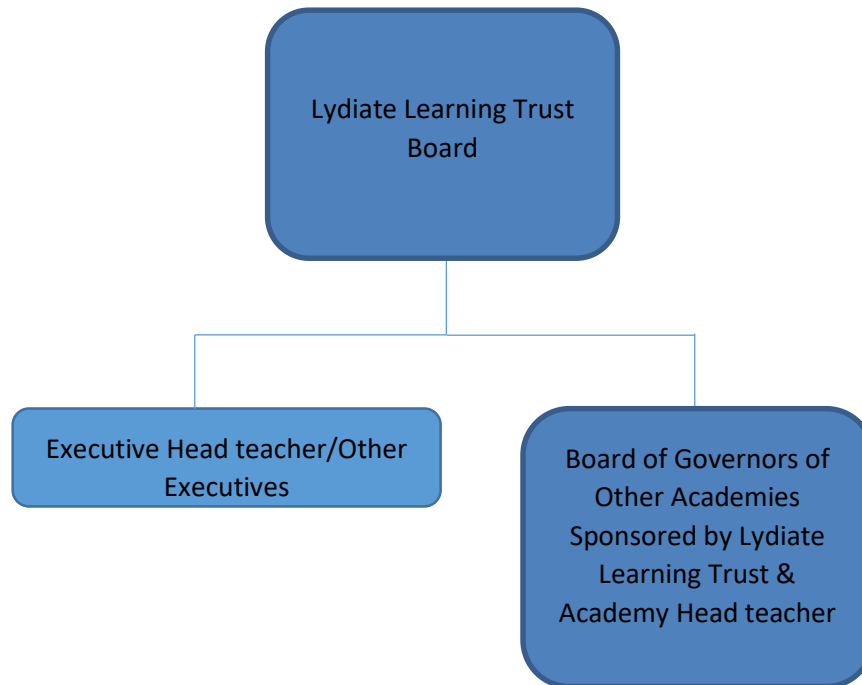 Lydiate Learning Trust
Board
Executive Head teacher/Other
Executives
Board of Governors of
Other Academies
Sponsored by Lydiate
Learning Trust &
Academy Head teacher